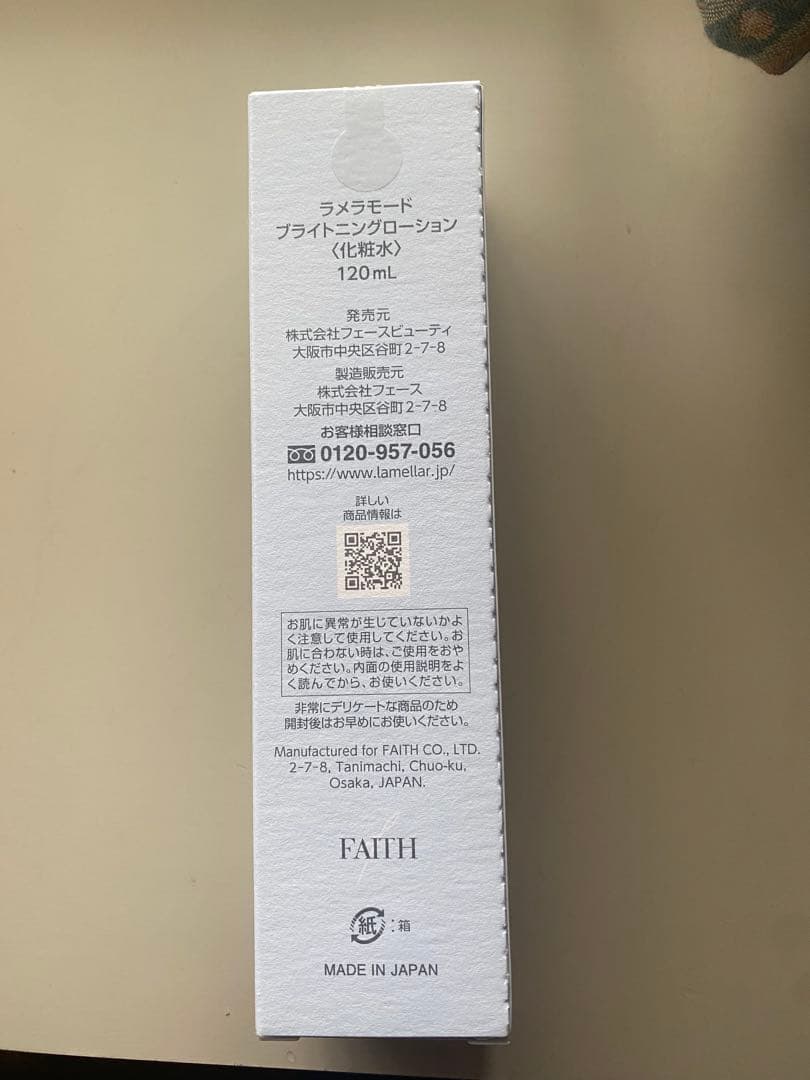 ラメラモード
ブライトニングローション
〈化粧水〉
120mL
発売元
株式会社フェースビューティ
大阪市中央区谷町2-7-8
製造販売元
株式会社フェース
大阪市中央区谷町2-7-8
お客様相談窓口
0120-957-056
https://www.lamellar.jp/
詳しい
商品情報は
お肌に異常が生じていないかよ
く注意して使用してください。お
肌に合わない時は、ご使用をおや
めください。内面の使用説明をよ
く読んでから、お使いください。
非常にデリケートな商品のため
開封後はお早めにお使いください。
Manufactured for FAITH CO., LTD.
2-7-8, Tanimachi, Chuo-ku,
Osaka, JAPAN.
FAITH
紙:箱
MADE IN JAPAN